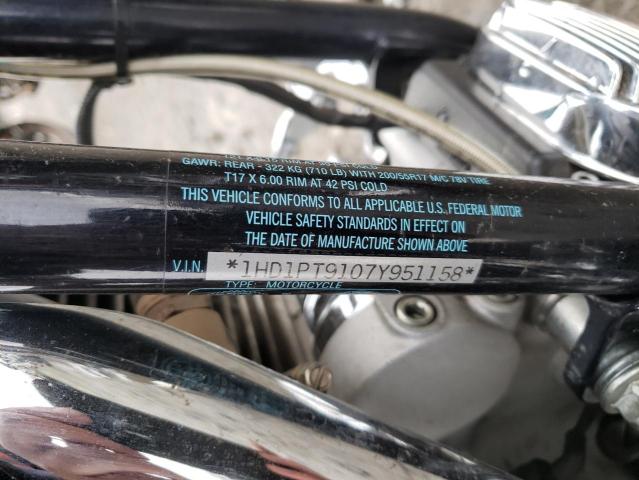 GAWR: REAR - 322 KG (710 LB) WITH 200/55R17 M/C 78V TIRE
T17 X 6.00 RIM AT 42 PSI COLD
THIS VEHICLE CONFORMS TO ALL APPLICABLE U.S. FEDERAL MOTOR
VEHICLE SAFETY STANDARDS IN EFFECT ON
THE DATE OF MANUFACTURE SHOWN ABOVE
V.I.N. *1HD1PT9107Y951158*
TYPE: MOTORCYCLE